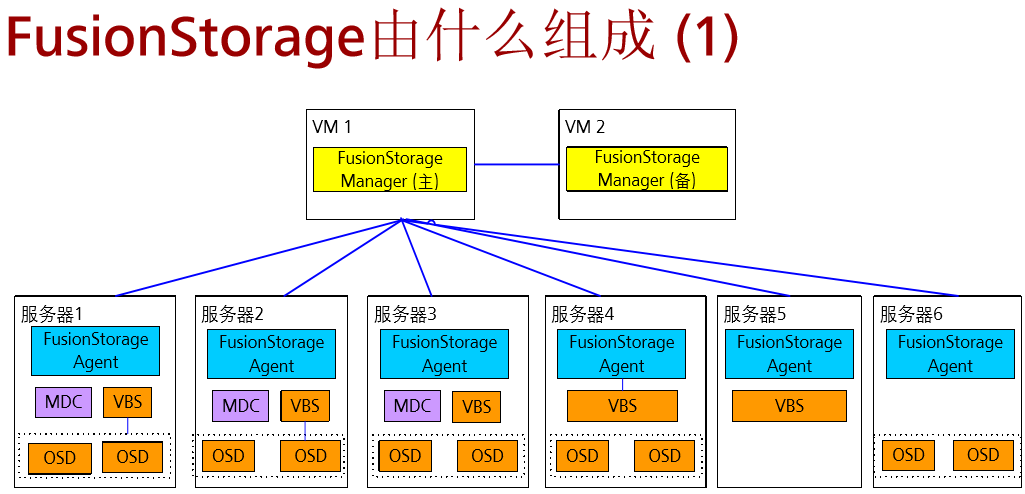 FusionStorage由什么组成 (1)
VM 1
FusionStorage
Manager (主)
VM 2
FusionStorage
Manager (备)
服务器1
FusionStorage
Agent
MDC
VBS
OSD
OSD
服务器2
FusionStorage
Agent
MDC
VBS
OSD
OSD
服务器3
FusionStorage
Agent
MDC
VBS
OSD
OSD
服务器4
FusionStorage
Agent
VBS
OSD
OSD
服务器5
FusionStorage
Agent
VBS
服务器6
FusionStorage
Agent
OSD
OSD